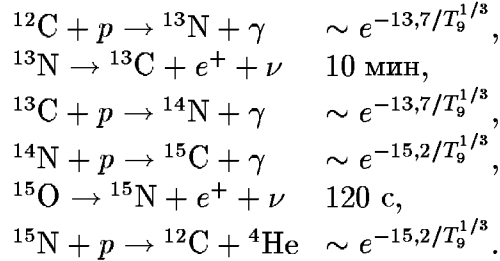 ¹²C + p → ¹³N + γ ~ e^{−13,7/T₉^{1/3}},
¹³N → ¹³C + e⁺ + ν 10 мин,
¹³C + p → ¹⁴N + γ ~ e^{−13,7/T₉^{1/3}},
¹⁴N + p → ¹⁵C + γ ~ e^{−15,2/T₉^{1/3}},
¹⁵O → ¹⁵N + e⁺ + ν 120 с,
¹⁵N + p → ¹²C + ⁴He ~ e^{−15,2/T₉^{1/3}}.